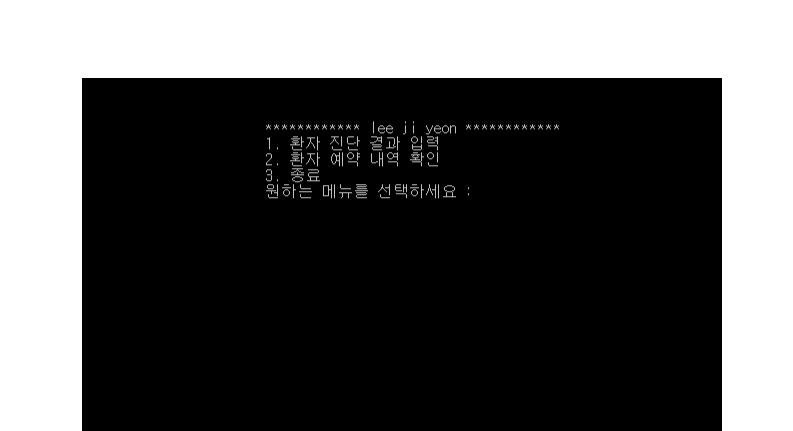 ************ lee ji yeon ************
1. 환자 진단 결과 입력
2. 환자 예약 내역 확인
3. 종료
원하는 메뉴를 선택하세요 :